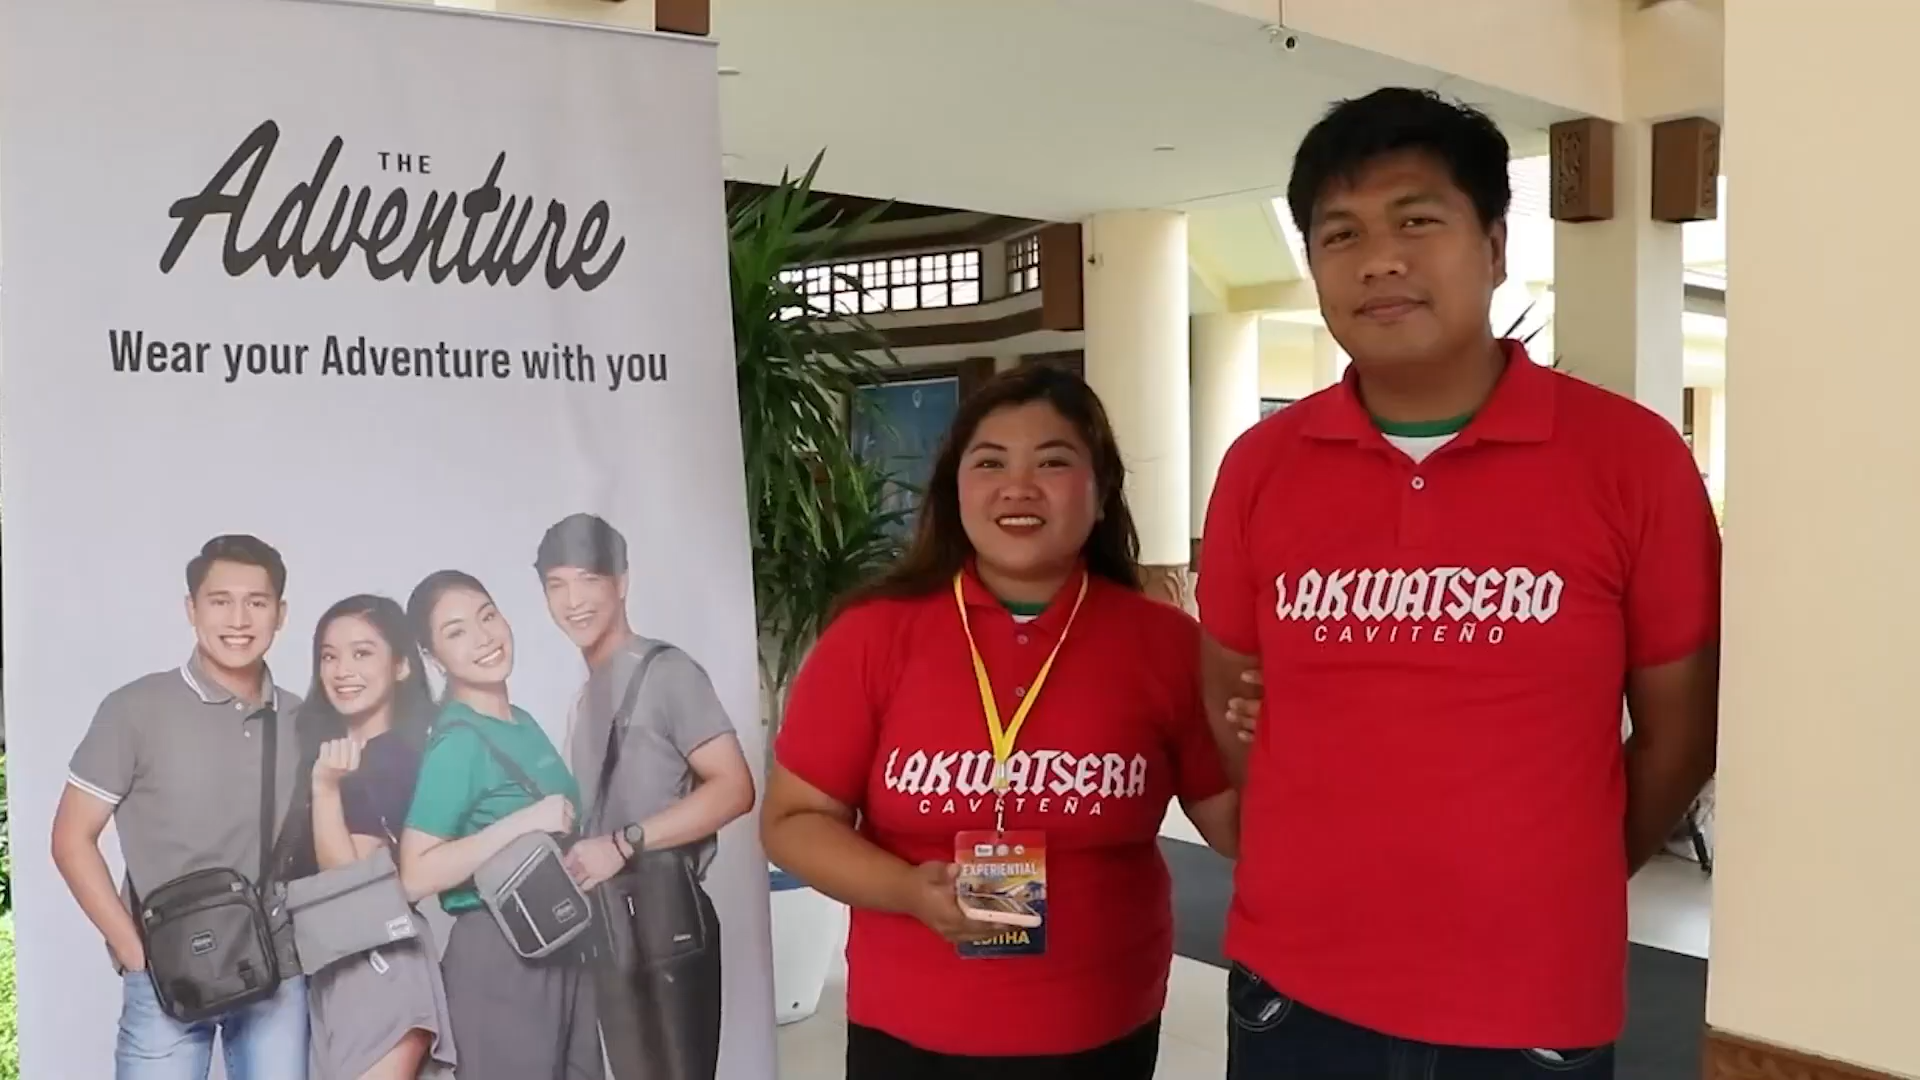 THE
Adventure
Wear your Adventure with you
LAKWATSERA
CAVITEÑA
EXPERIENTIAL
LAKWATSERO
CAVITEÑO